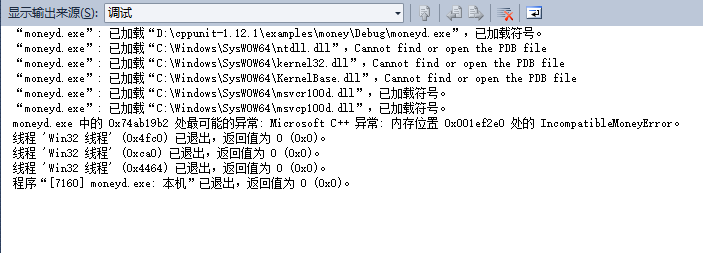 显示输出来源(S): 调试
“moneyd.exe”: 已加载“D:\cppunit-1.12.1\examples\money\Debug\moneyd.exe”，已加载符号。
“moneyd.exe”: 已加载“C:\Windows\SysWOW64\ntdll.dll”，Cannot find or open the PDB file
“moneyd.exe”: 已加载“C:\Windows\SysWOW64\kernel32.dll”，Cannot find or open the PDB file
“moneyd.exe”: 已加载“C:\Windows\SysWOW64\KernelBase.dll”，Cannot find or open the PDB file
“moneyd.exe”: 已加载“C:\Windows\SysWOW64\msvcr100d.dll”，已加载符号。
“moneyd.exe”: 已加载“C:\Windows\SysWOW64\msvcp100d.dll”，已加载符号。
moneyd.exe 中的 0x74ab19b2 处最可能的异常: Microsoft C++ 异常: 内存位置 0x001ef2e0 处的 IncompatibleMoneyError。
线程 'Win32 线程' (0x4fc0) 已退出，返回值为 0 (0x0)。
线程 'Win32 线程' (0xca0) 已退出，返回值为 0 (0x0)。
线程 'Win32 线程' (0x4464) 已退出，返回值为 0 (0x0)。
程序“[7160] moneyd.exe: 本机”已退出，返回值为 0 (0x0)。